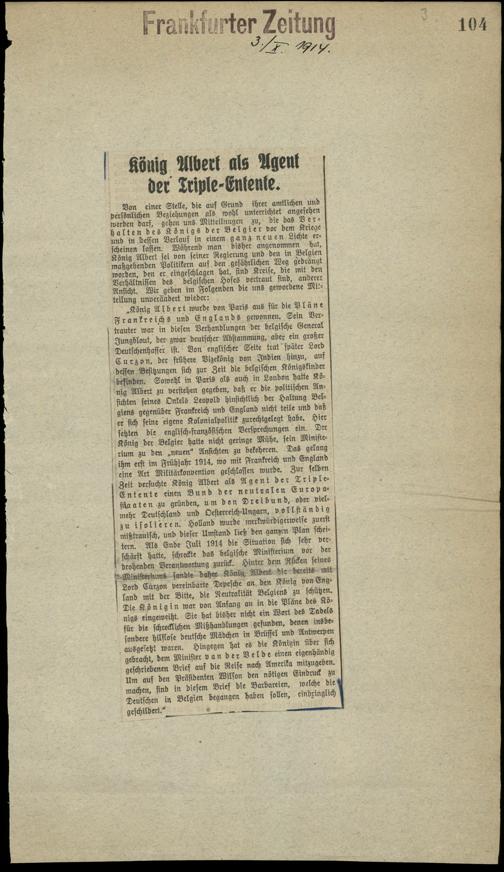 Frankfurter Zeitung
3./X. 1914.
3
104
König Albert als Agent
der Triple-Entente.
Von einer Stelle, die auf Grund ihrer amtlichen und
persönlichen Beziehungen als wohl unterrichtet angesehen
werden darf, gehen uns Mitteilungen zu, die das Ver-
halten des Königs der Belgier vor dem Kriege
und in dessen Verlauf in einem ganz neuen Lichte er-
scheinen lassen. Während man bisher angenommen hat,
König Albert sei von seiner Regierung und den in Belgien
maßgebenden Politikern auf den gefährlichen Weg gedrängt
worden, den er eingeschlagen hat, sind Kreise, die mit den
Verhältnissen des belgischen Hofes vertraut sind, anderer
Ansicht. Wir geben im Folgenden die uns gewordene Mit-
teilung unverändert wieder:
„König Albert wurde von Paris aus für die Pläne
Frankreichs und Englands gewonnen. Sein Ver-
trauter war in diesen Verhandlungen der belgische General
Jungblout, der zwar deutscher Abstammung, aber ein großer
Deutschenhasser ist. Von englischer Seite trat später Lord
Curzon, der frühere Vizekönig von Indien hinzu, auf
dessen Besitzungen sich zur Zeit die belgischen Königskinder
befinden. Sowohl in Paris als auch in London hatte Kö-
nig Albert zu verstehen gegeben, daß er die politischen An-
sichten seines Onkels Leopold hinsichtlich der Haltung Bel-
giens gegenüber Frankreich und England nicht teile und daß
er sich seine eigene Kolonialpolitik zurechtgelegt habe. Hier
setzten die englisch-französischen Versprechungen ein. Der
König der Belgier hatte nicht geringe Mühe, sein Ministe-
rium zu den „neuen“ Ansichten zu bekehren. Das gelang
ihm erst im Frühjahr 1914, wo mit Frankreich und England
eine Art Militärkonvention geschlossen wurde. Zur selben
Zeit versuchte König Albert als Agent der Triple-
Entente einen Bund der neutralen Europa-
staaten zu gründen, um den Dreibund, oder viel-
mehr Deutschland und Oesterreich-Ungarn, vollständig
zu isolieren. Holland wurde merkwürdigerweise zuerst
mißtrauisch, und dieser Umstand ließ den ganzen Plan schei-
tern. Als Ende Juli 1914 die Situation sich sehr ver-
schärft hatte, schreckte das belgische Ministerium vor der
drohenden Verantwortung zurück. Hinter dem Rücken seines
Ministeriums sandte daher König Albert die bereits mit
Lord Curzon vereinbarte Depesche an den König von Eng-
land mit der Bitte, die Neutralität Belgiens zu schützen.
Die Königin war von Anfang an in die Pläne des Kö-
nigs eingeweiht. Sie hat bisher nicht ein Wort des Tadels
für die schrecklichen Mißhandlungen gefunden, denen insbe-
sondere hilflose deutsche Mädchen in Brüssel und Antwerpen
ausgesetzt waren. Hingegen hat es die Königin über sich
gebracht, dem Minister van der Velde einen eigenhändig
geschriebenen Brief auf die Reise nach Amerika mitzugeben.
Um auf den Präsidenten Wilson den nötigen Eindruck zu
machen, sind in diesem Brief die Barbareien, welche die
Deutschen in Belgien begangen haben sollen, eindringlich
geschildert.“